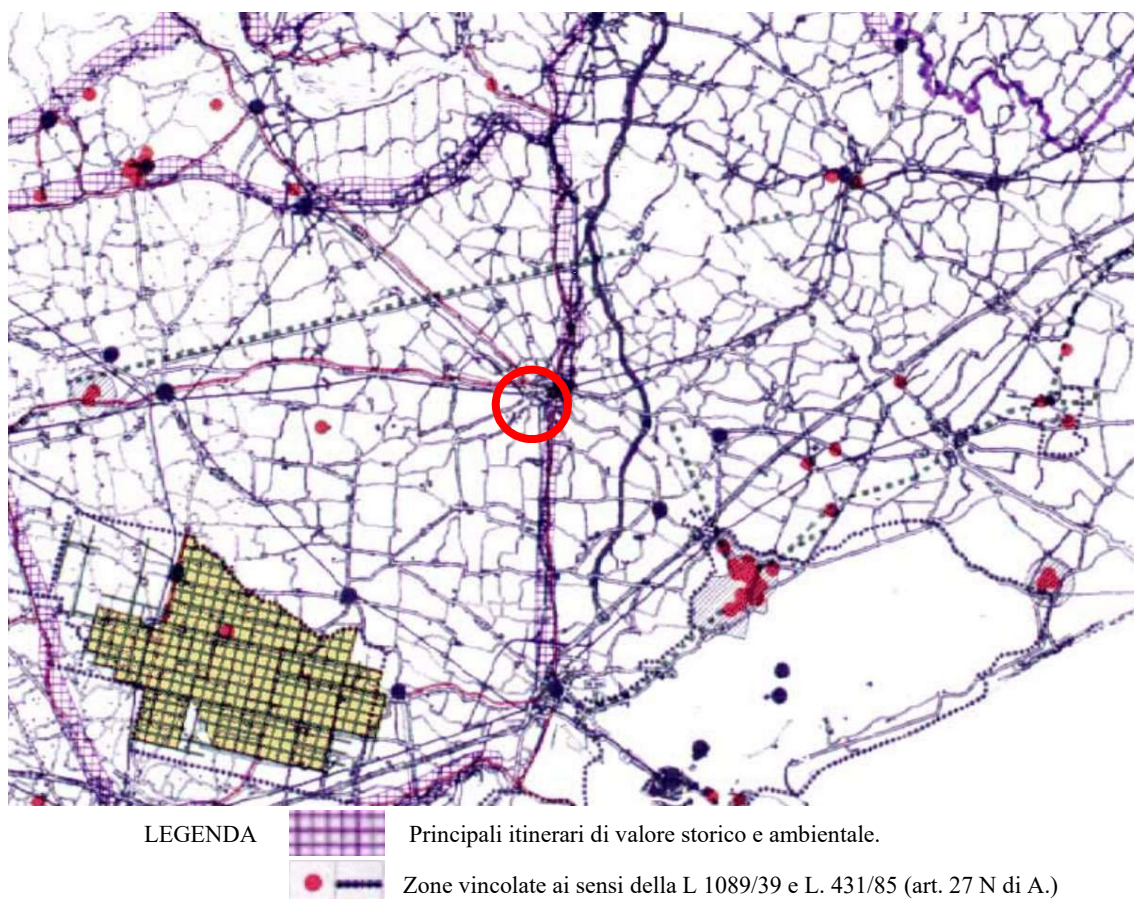 LEGENDA Principali itinerari di valore storico e ambientale.
Zone vincolate ai sensi della L 1089/39 e L. 431/85 (art. 27 N di A.)